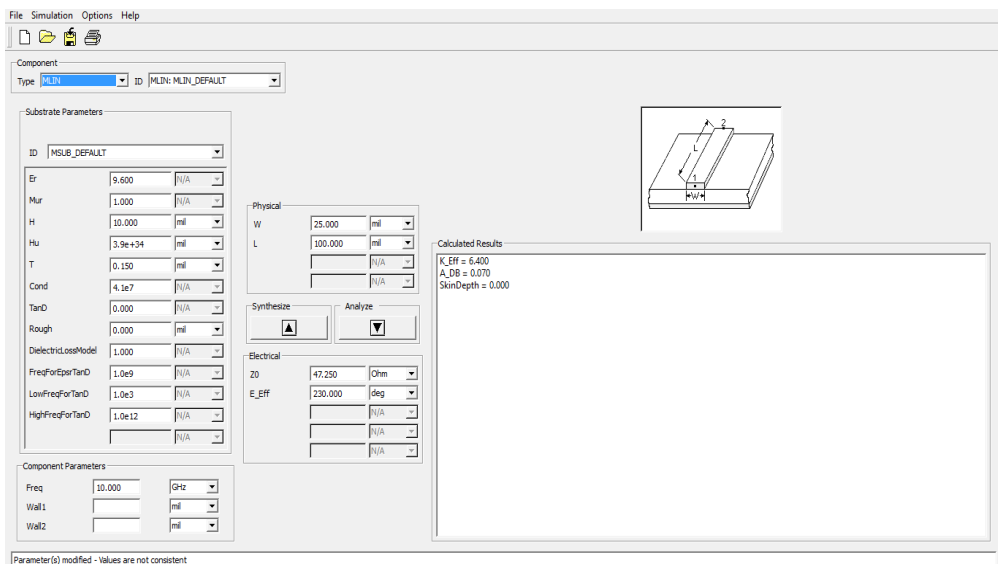 File Simulation Options Help
Component
Type MLIN ID MLIN: MLIN_DEFAULT
Substrate Parameters
ID MSUB_DEFAULT
Er 9.600 N/A
Mur 1.000 N/A
H 10.000 mil
Hu 3.9e+34 mil
T 0.150 mil
Cond 4.1e7 N/A
TanD 0.000 N/A
Rough 0.000 mil
DielectricLossModel 1.000 N/A
FreqForEpsrTanD 1.0e9 N/A
LowFreqForTanD 1.0e3 N/A
HighFreqForTanD 1.0e12 N/A
N/A
Component Parameters
Freq 10.000 GHz
Wall1 mil
Wall2 mil
Physical
W 25.000 mil
L 100.000 mil
N/A
N/A
Synthesize Analyze
Electrical
Z0 47.250 Ohm
E_Eff 230.000 deg
N/A
N/A
N/A
2
L
1
W
Calculated Results
K_Eff = 6.400
A_DB = 0.070
SkinDepth = 0.000
Parameter(s) modified - Values are not consistent